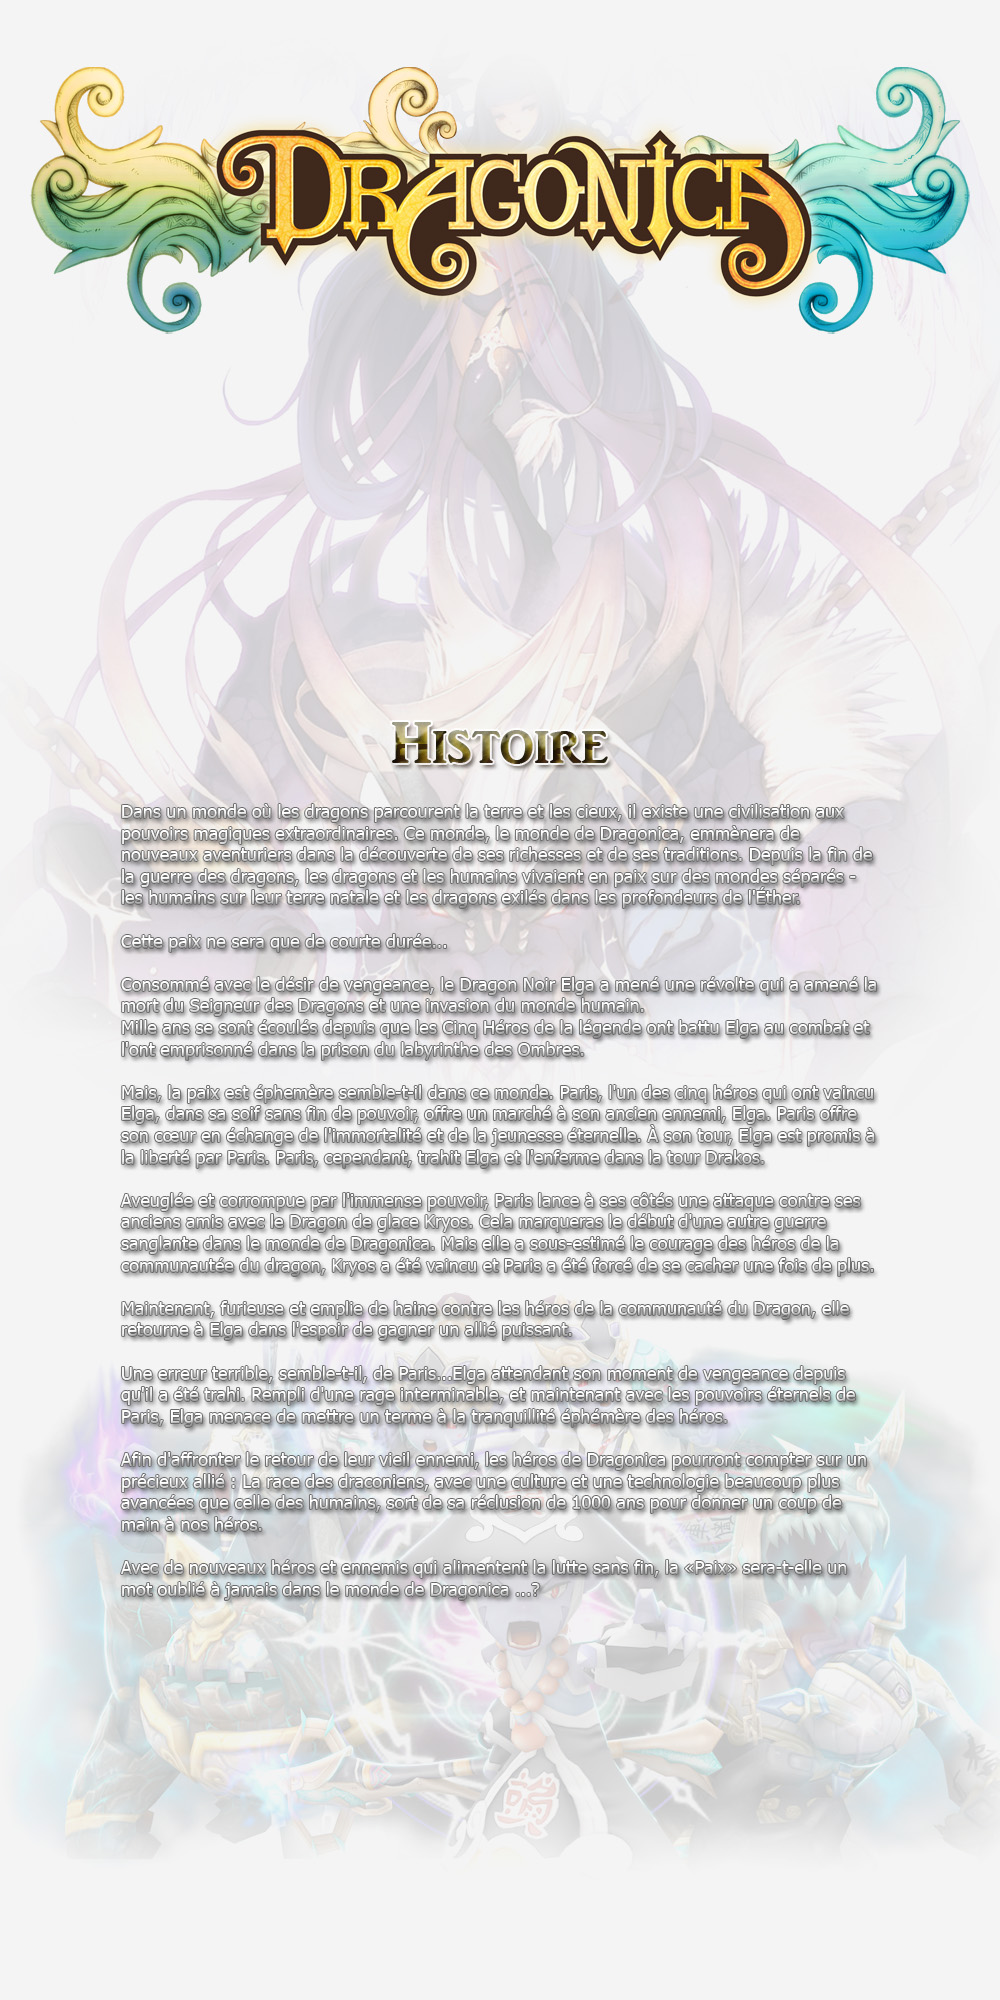 DRAGONICA
HISTOIRE
Dans un monde où les dragons parcourent la terre et les cieux, il existe une civilisation aux
pouvoirs magiques extraordinaires. Ce monde, le monde de Dragonica, emmènera de
nouveaux aventuriers dans la découverte de ses richesses et de ses traditions. Depuis la fin de
la guerre des dragons, les dragons et les humains vivaient en paix sur des mondes séparés -
les humains sur leur terre natale et les dragons exilés dans les profondeurs de l'Éther.
Cette paix ne sera que de courte durée...
Consommé avec le désir de vengeance, le Dragon Noir Elga a mené une révolte qui a amené la
mort du Seigneur des Dragons et une invasion du monde humain.
Mille ans se sont écoulés depuis que les Cinq Héros de la légende ont battu Elga au combat et
l'ont emprisonné dans la prison du labyrinthe des Ombres.
Mais, la paix est éphemère semble-t-il dans ce monde. Paris, l'un des cinq héros qui ont vaincu
Elga, dans sa soif sans fin de pouvoir, offre un marché à son ancien ennemi, Elga. Paris offre
son cœur en échange de l'immortalité et de la jeunesse éternelle. À son tour, Elga est promis à
la liberté par Paris. Paris, cependant, trahit Elga et l'enferme dans la tour Drakos.
Aveuglée et corrompue par l'immense pouvoir, Paris lance à ses côtés une attaque contre ses
anciens amis avec le Dragon de glace Kryos. Cela marqueras le début d'une autre guerre
sanglante dans le monde de Dragonica. Mais elle a sous-estimé le courage des héros de la
communautée du dragon, Kryos a été vaincu et Paris a été forcé de se cacher une fois de plus.
Maintenant, furieuse et emplie de haine contre les héros de la communauté du Dragon, elle
retourne à Elga dans l'espoir de gagner un allié puissant.
Une erreur terrible, semble-t-il, de Paris...Elga attendant son moment de vengeance depuis
qu'il a été trahi. Rempli d'une rage interminable, et maintenant avec les pouvoirs éternels de
Paris, Elga menace de mettre un terme à la tranquillité éphémère des héros.
Afin d'affronter le retour de leur vieil ennemi, les héros de Dragonica pourront compter sur un
précieux allié : La race des draconiens, avec une culture et une technologie beaucoup plus
avancées que celle des humains, sort de sa réclusion de 1000 ans pour donner un coup de
main à nos héros.
Avec de nouveaux héros et ennemis qui alimentent la lutte sans fin, la «Paix» sera-t-elle un
mot oublié à jamais dans le monde de Dragonica ...?